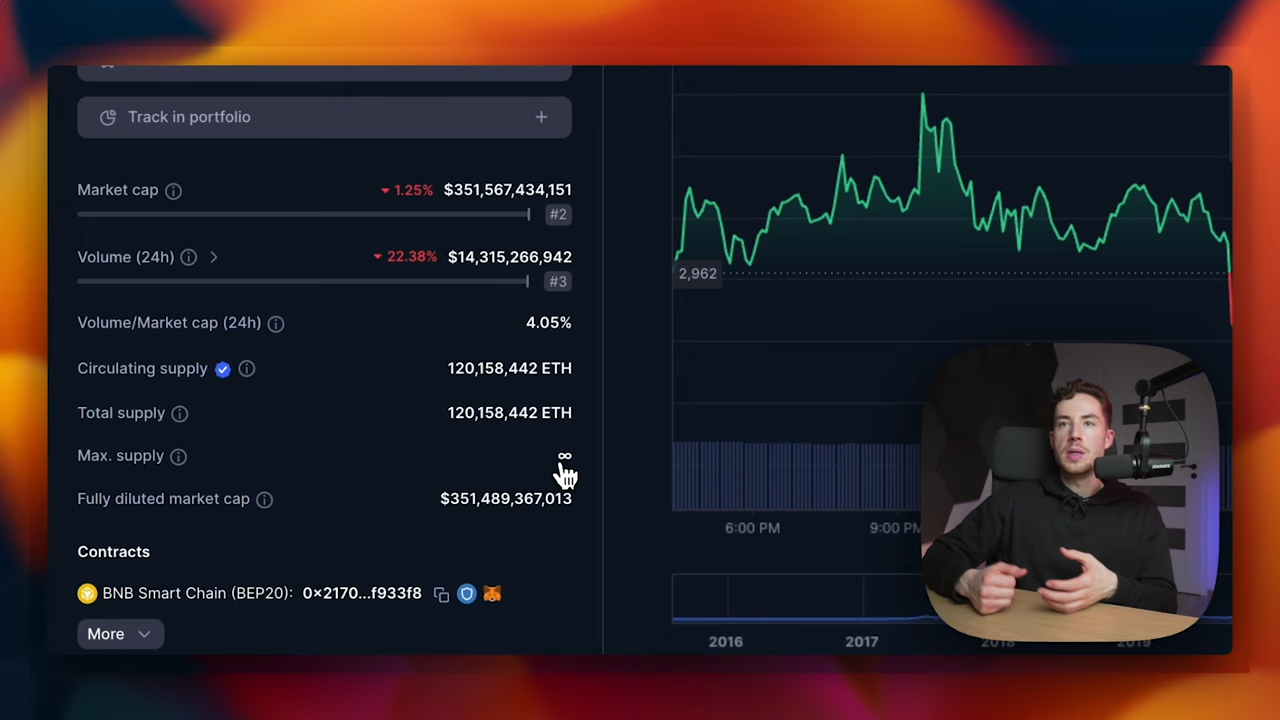 Track in portfolio +
Market cap 1.25% $351,567,434,151
#2
Volume (24h) 22.38% $14,315,266,942
#3
Volume/Market cap (24h) 4.05%
Circulating supply 120,158,442 ETH
Total supply 120,158,442 ETH
Max. supply ∞
Fully diluted market cap $351,489,367,013
Contracts
BNB Smart Chain (BEP20): 0x2170...f933f8
More
2,962
6:00 PM 9:00 PM
2016 2017 2018 2019